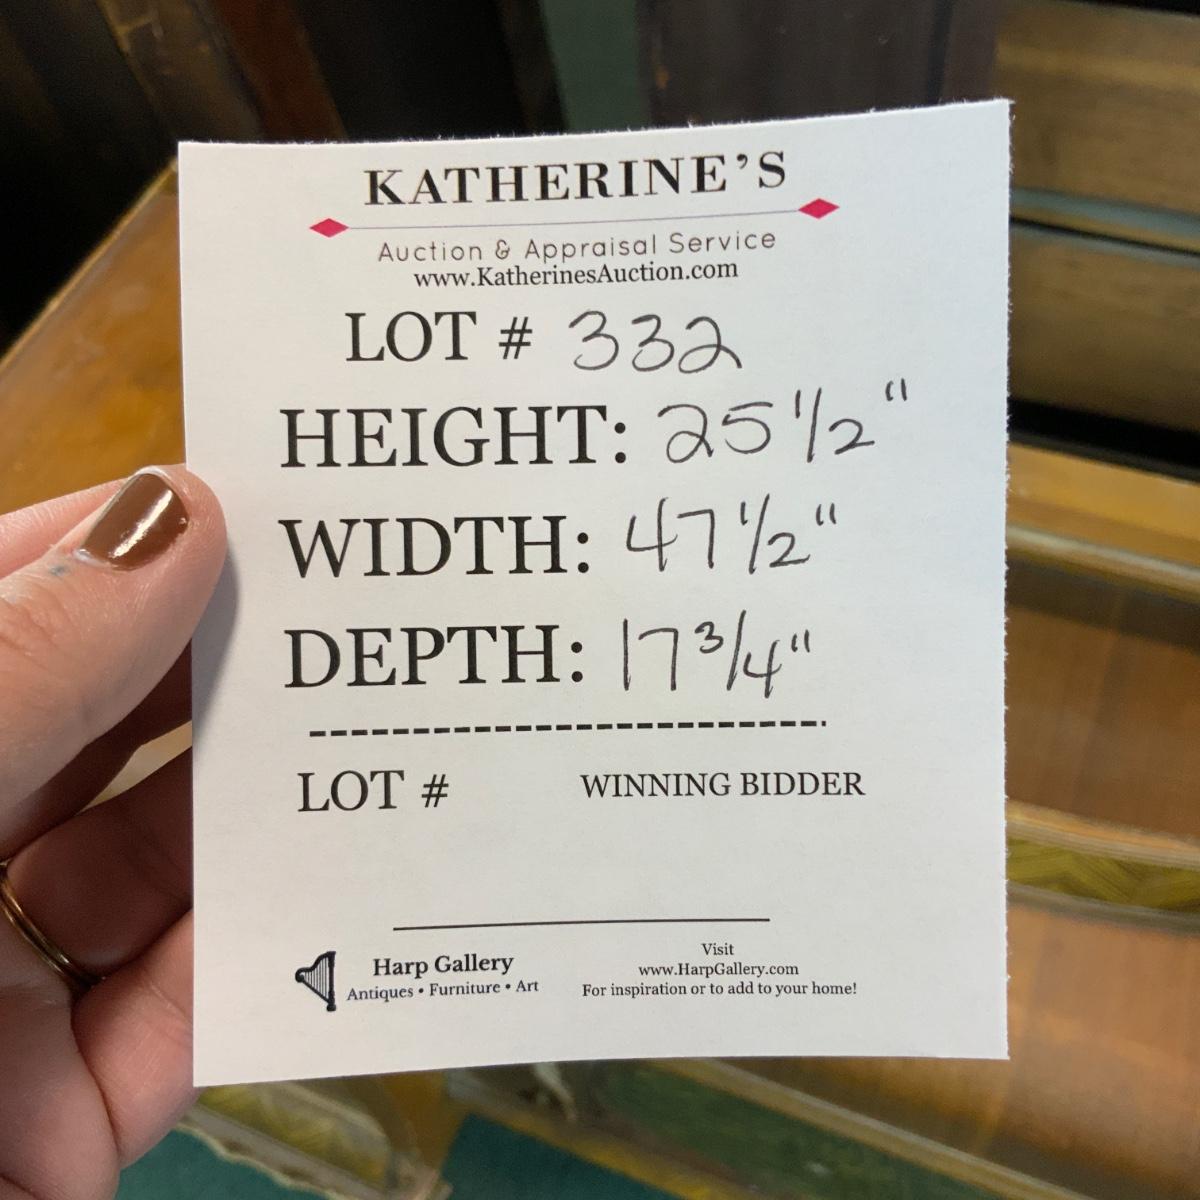 KATHERINE'S
Auction & Appraisal Service
www.KatherinesAuction.com
LOT # 332
HEIGHT: 25 1/2"
WIDTH: 47 1/2"
DEPTH: 17 3/4"
LOT # WINNING BIDDER
Harp Gallery
Antiques • Furniture • Art
Visit
www.HarpGallery.com
For inspiration or to add to your home!